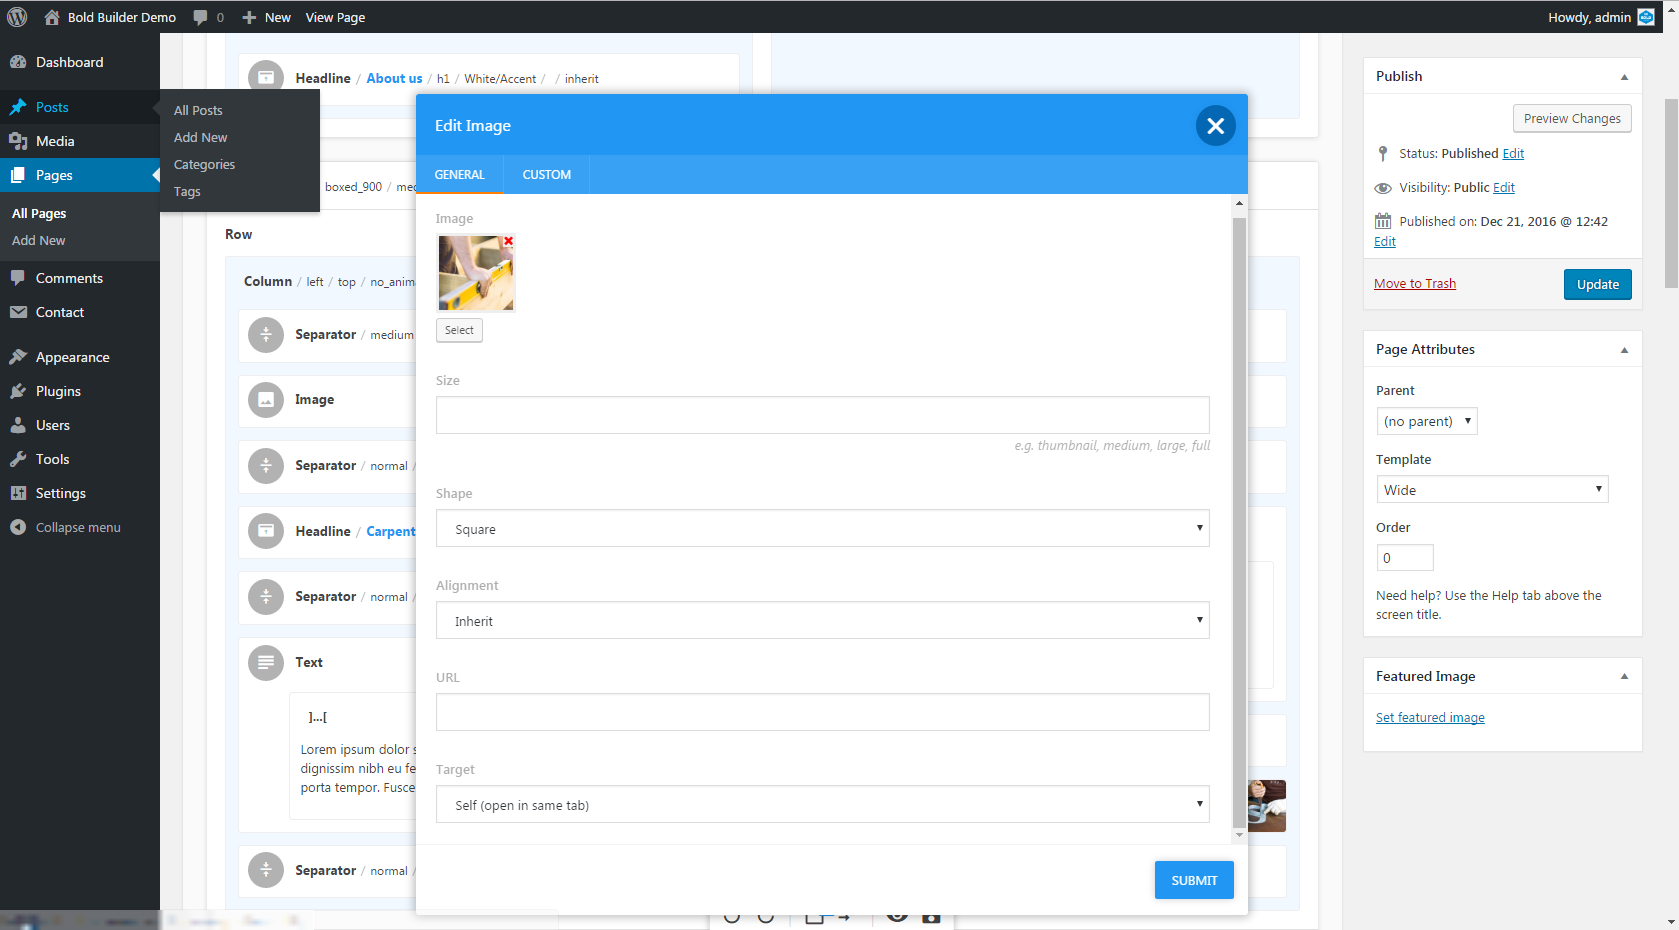 Bold Builder Demo 0 New View Page Howdy, admin
Dashboard
Posts
Media
Pages
All Pages
Add New
Comments
Contact
Appearance
Plugins
Users
Tools
Settings
Collapse menu
All Posts
Add New
Categories
Tags
Headline / About us / h1 / White/Accent / / inherit
boxed_900 /
Row
Column / left / top /
Separator / medium
Image
Separator / normal /
Headline /
Separator / normal /
Text
]...[
Lorem ipsum dolor
dignissim nibh eu
porta tempor. Fusce
Separator / normal /
Edit Image
GENERAL CUSTOM
Image
Select
Size
e.g. thumbnail, medium, large, full
Shape
Square
Alignment
Inherit
URL
Target
Self (open in same tab)
SUBMIT
Publish
Preview Changes
Status: Published Edit
Visibility: Public Edit
Published on: Dec 21, 2016 @ 12:42
Edit
Move to Trash Update
Page Attributes
Parent
(no parent)
Template
Wide
Order
0
Need help? Use the Help tab above the
screen title.
Featured Image
Set featured image